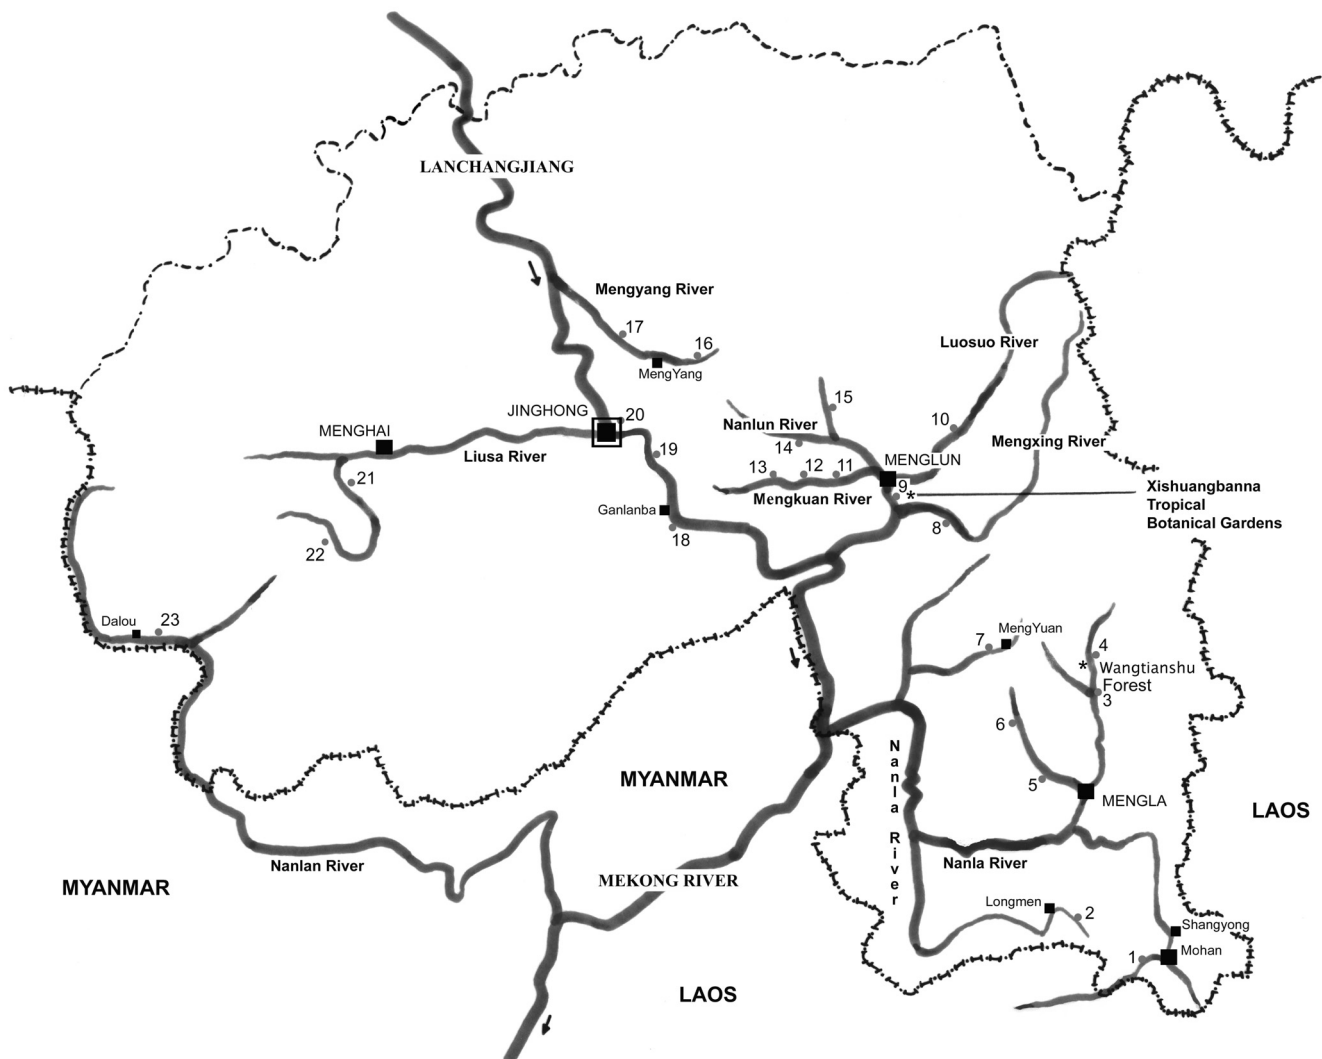 LANCHANGJIANG
Mengyang River
17
16
MengYang
Luosuo River
JINGHONG
20
15
10
MENGHAI
Nanlun River
14
Mengxing River
Liusa River
19
MENGLUN
21
13
12
11
9
*
Xishuangbanna
Tropical
Botanical Gardens
Mengkuan River
Ganlanba
8
18
22
Dalou
23
MengYuan
7
4
*
Wangtianshu
Forest
3
6
Nanla River
MYANMAR
5
MENGLA
LAOS
Nanlan River
Nanla River
MYANMAR
MEKONG RIVER
Longmen
2
Shangyong
Mohan
1
LAOS